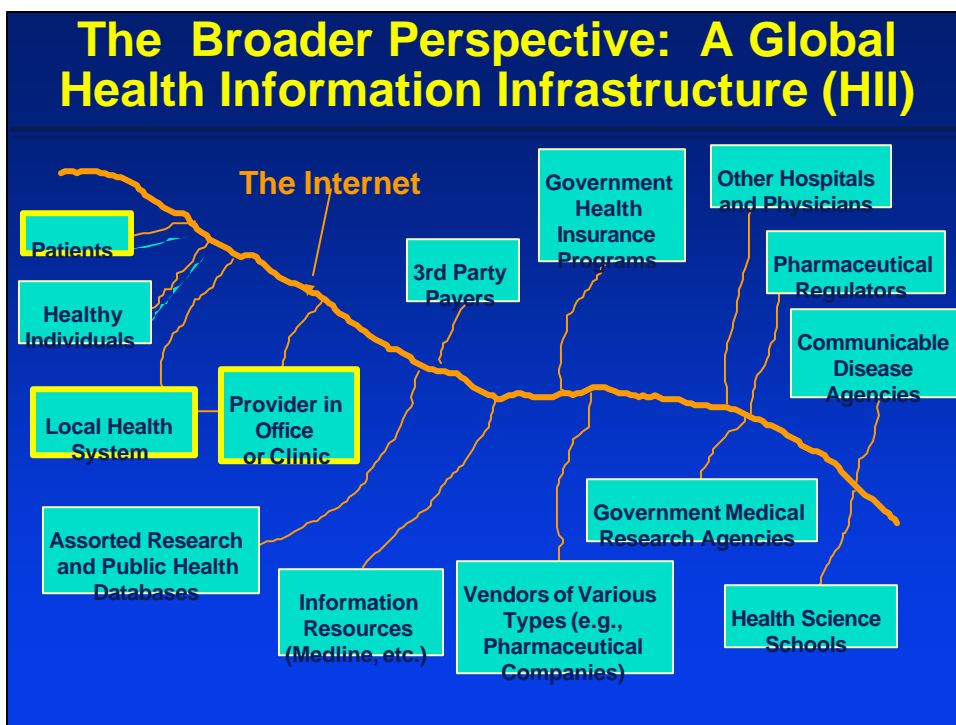 The Broader Perspective: A Global
Health Information Infrastructure (HII)
The Internet
Patients
Healthy
Individuals
Local Health
System
Provider in
Office
or Clinic
3rd Party
Payers
Government
Health
Insurance
Programs
Other Hospitals
and Physicians
Pharmaceutical
Regulators
Communicable
Disease
Agencies
Assorted Research
and Public Health
Databases
Information
Resources
(Medline, etc.)
Vendors of Various
Types (e.g.,
Pharmaceutical
Companies)
Government Medical
Research Agencies
Health Science
Schools